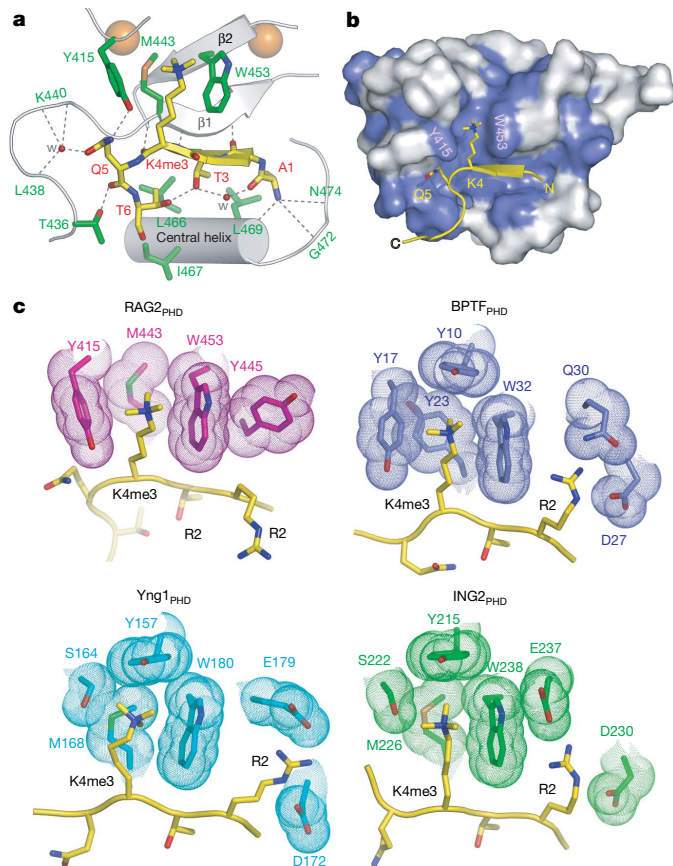 a
b
M443
Y415
β2
W453
K440
β1
w
K4me3
A1
Q5
T3
L438
T6
w
N474
T436
L466
L469
Central helix
G472
I467
Y415
W453
K4
Q5
N
C
c
RAG2PHD
BPTFPHD
Y415
M443
W453
Y445
Y10
Y17
Q30
W32
Y23
K4me3
R2
R2
K4me3
R2
D27
Yng1PHD
ING2PHD
Y157
Y215
S164
W180
E179
S222
W238
E237
M168
M226
D230
K4me3
R2
K4me3
R2
D172